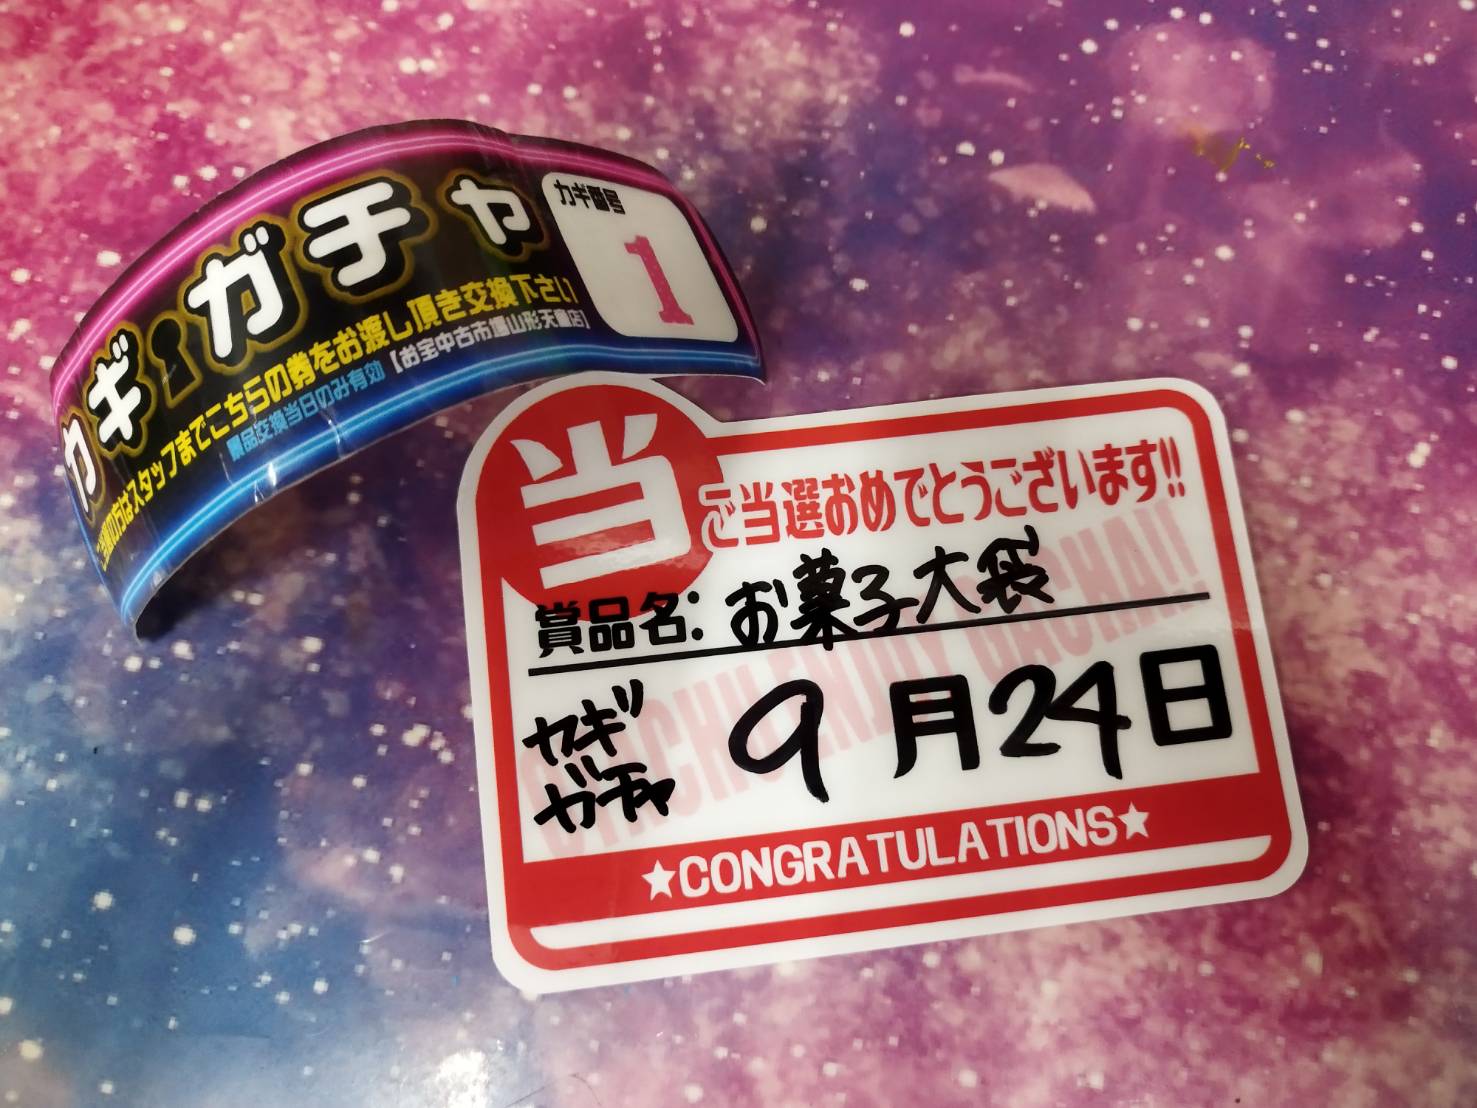 カギガチャ
カギ番号
1
ご当選の方はスタッフまでこちらの券をお渡し頂き交換下さい
景品交換当日のみ有効【お宝中古市場山形天童店】
当
ご当選おめでとうございます!!
賞品名: お菓子大袋
カギ
ガチャ
9月24日
★CONGRATULATIONS★